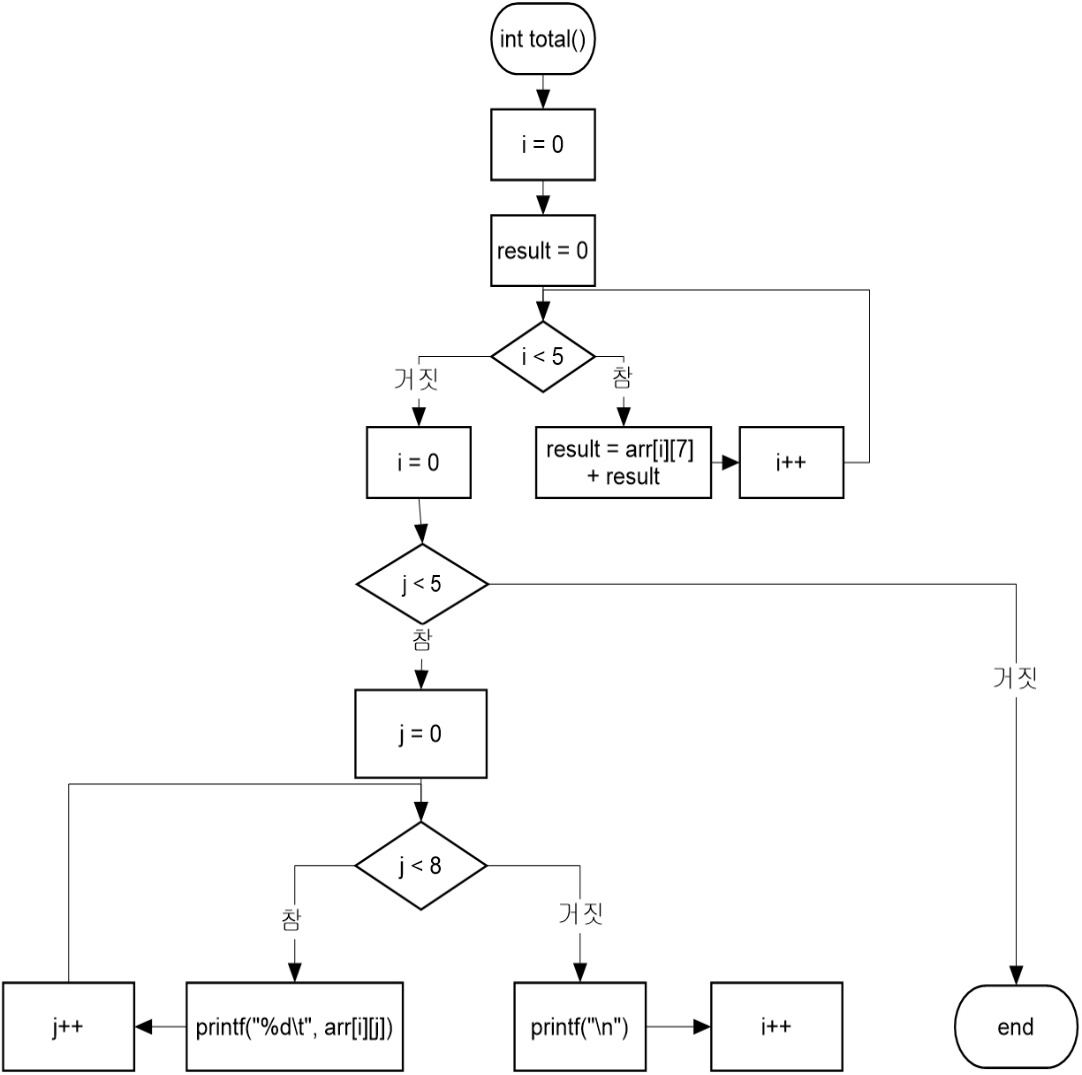 int total()
i = 0
result = 0
i < 5
거짓
참
i = 0
result = arr[i][7]
+ result
i++
j < 5
참
거짓
j = 0
j < 8
참
거짓
j++
printf("%d\t", arr[i][j])
printf("\n")
i++
end